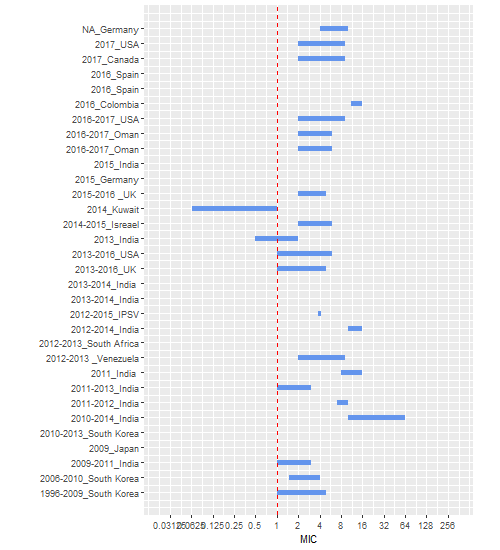 NA_Germany
2017_USA
2017_Canada
2016_Spain
2016_Spain
2016_Colombia
2016-2017_USA
2016-2017_Oman
2016-2017_Oman
2015_India
2015_Germany
2015-2016 _UK
2014_Kuwait
2014-2015_Isreael
2013_India
2013-2016_USA
2013-2016_UK
2013-2014_India
2013-2014_India
2012-2015_IPSV
2012-2014_India
2012-2013_South Africa
2012-2013 _Venezuela
2011_India
2011-2013_India
2011-2012_India
2010-2014_India
2010-2013_South Korea
2009_Japan
2009-2011_India
2006-2010_South Korea
1996-2009_South Korea
0.03125 0.0625 0.125 0.25 0.5 1 2 4 8 16 32 64 128 256
MIC